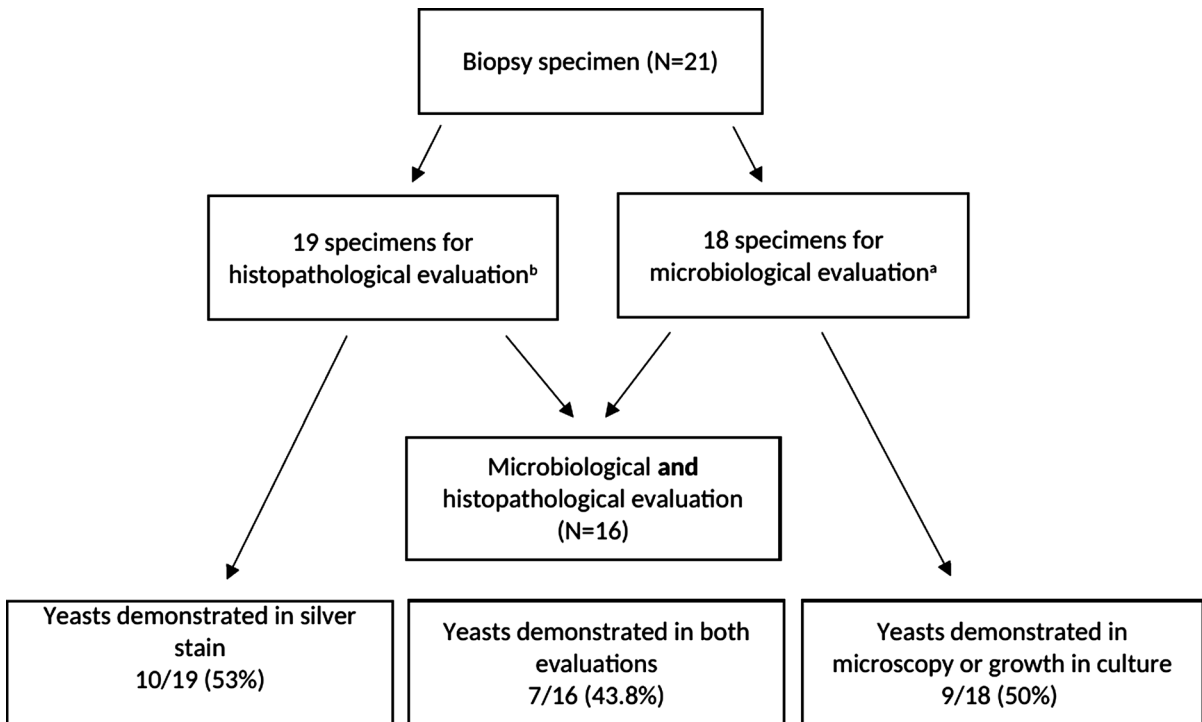 Biopsy specimen (N=21)
19 specimens for
histopathological evaluationᵇ
18 specimens for
microbiological evaluationᵃ
Microbiological and
histopathological evaluation
(N=16)
Yeasts demonstrated in silver
stain
10/19 (53%)
Yeasts demonstrated in both
evaluations
7/16 (43.8%)
Yeasts demonstrated in
microscopy or growth in culture
9/18 (50%)